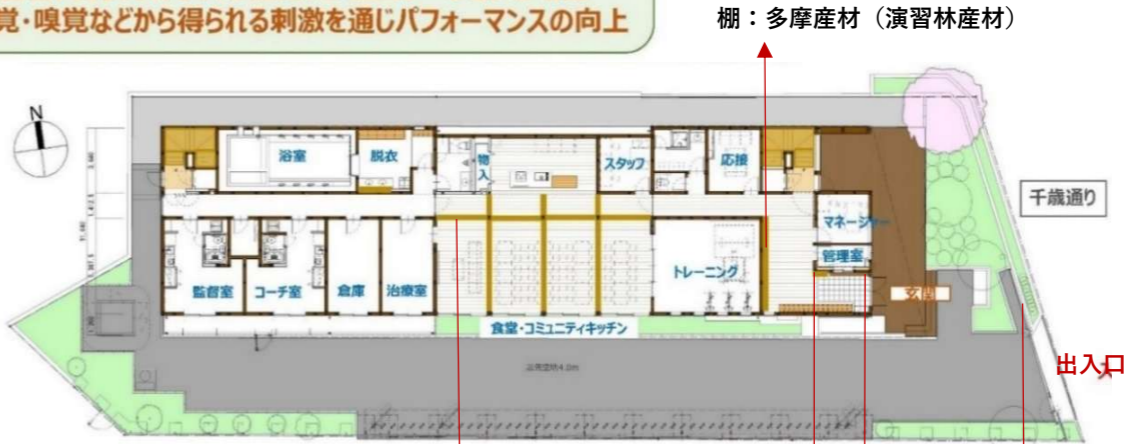 覚・嗅覚などから得られる刺激を通じパフォーマンスの向上
棚：多摩産材（演習林産材）
N
浴室
脱衣
物入
スタッフ
応接
千歳通り
マネージャー
管理室
監督室
コーチ室
倉庫
治療室
トレーニング
玄関
食堂・コミュニティキッチン
出入口